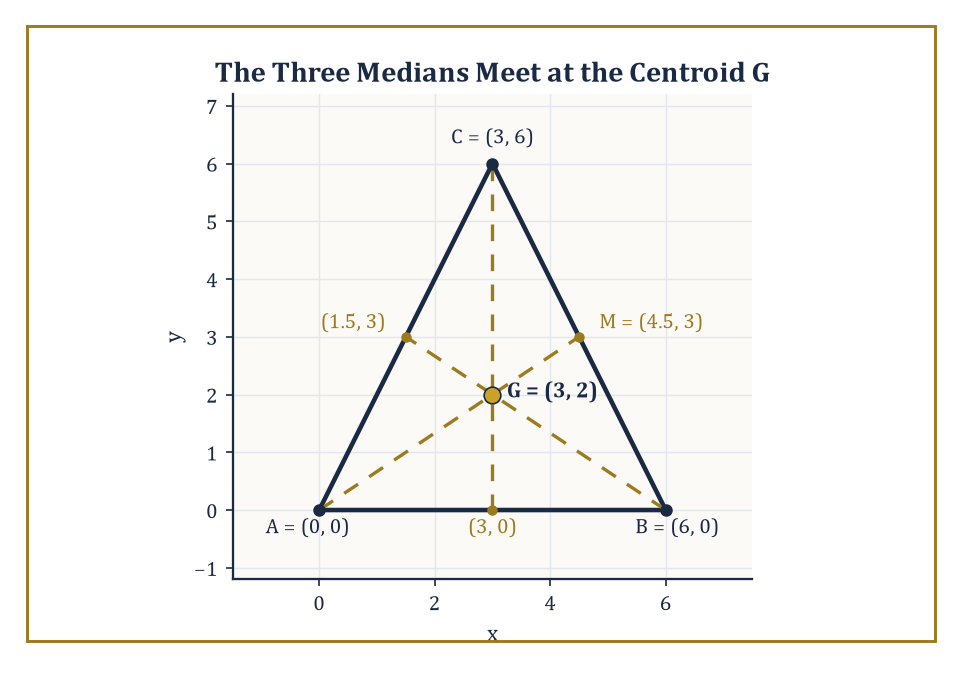 The Three Medians Meet at the Centroid G
7
C = (3, 6)
6
5
4
(1.5, 3)
M = (4.5, 3)
3
y
G = (3, 2)
2
1
0
A = (0, 0)
(3, 0)
B = (6, 0)
−1
0 2 4 6
x